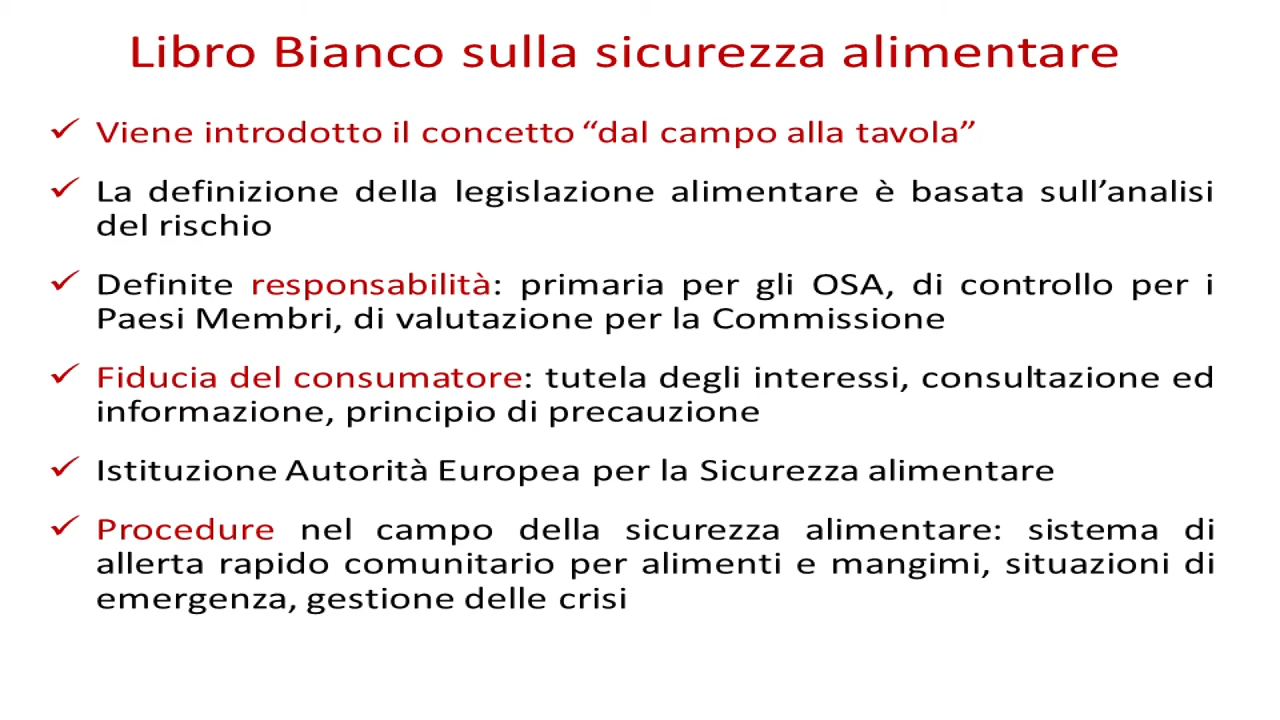 Libro Bianco sulla sicurezza alimentare
Viene introdotto il concetto “dal campo alla tavola”
La definizione della legislazione alimentare è basata sull’analisi
del rischio
Definite responsabilità: primaria per gli OSA, di controllo per i
Paesi Membri, di valutazione per la Commissione
Fiducia del consumatore: tutela degli interessi, consultazione ed
informazione, principio di precauzione
Istituzione Autorità Europea per la Sicurezza alimentare
Procedure nel campo della sicurezza alimentare: sistema di
allerta rapido comunitario per alimenti e mangimi, situazioni di
emergenza, gestione delle crisi